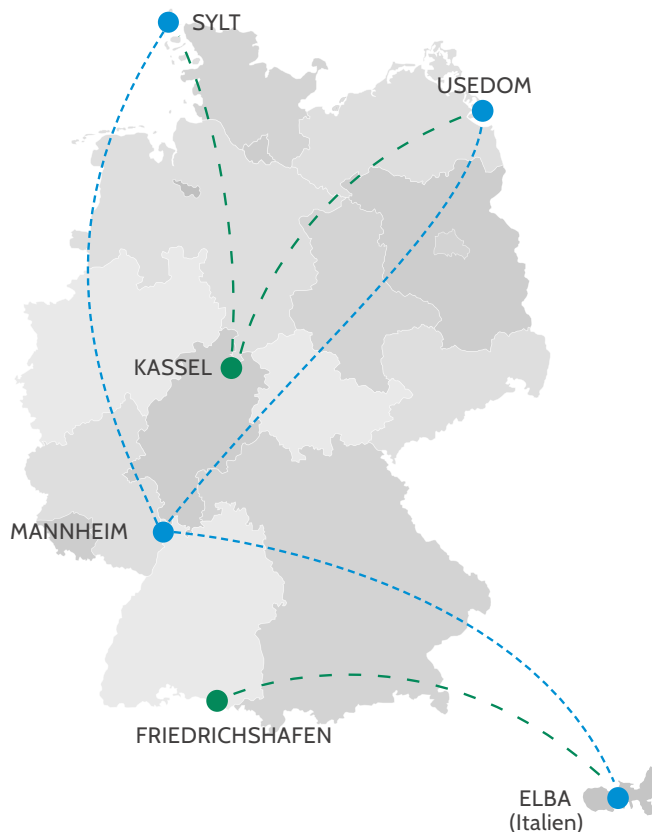 SYLT
USEDOM
KASSEL
MANNHEIM
FRIEDRICHSHAFEN
ELBA
(Italien)